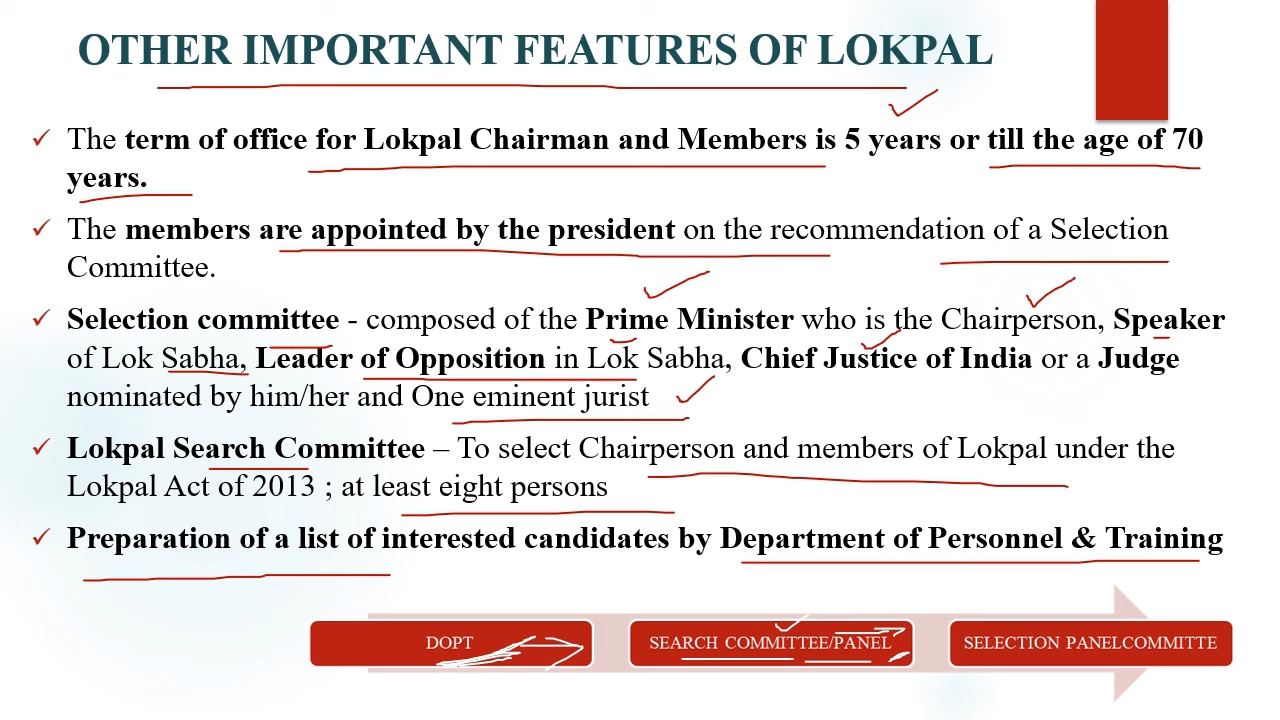 OTHER IMPORTANT FEATURES OF LOKPAL
The term of office for Lokpal Chairman and Members is 5 years or till the age of 70
years.
The members are appointed by the president on the recommendation of a Selection
Committee.
Selection committee - composed of the Prime Minister who is the Chairperson, Speaker
of Lok Sabha, Leader of Opposition in Lok Sabha, Chief Justice of India or a Judge
nominated by him/her and One eminent jurist
Lokpal Search Committee – To select Chairperson and members of Lokpal under the
Lokpal Act of 2013 ; at least eight persons
Preparation of a list of interested candidates by Department of Personnel & Training
DOPT
SEARCH COMMITTEE/PANEL
SELECTION PANELCOMMITTE